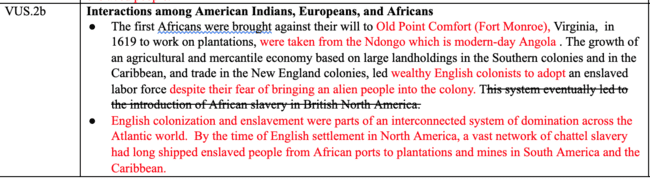 VUS.2b
Interactions among American Indians, Europeans, and Africans
● The first Africans were brought against their will to Old Point Comfort (Fort Monroe), Virginia, in
1619 to work on plantations, were taken from the Ndongo which is modern-day Angola . The growth of
an agricultural and mercantile economy based on large landholdings in the Southern colonies and in the
Caribbean, and trade in the New England colonies, led wealthy English colonists to adopt an enslaved
labor force despite their fear of bringing an alien people into the colony. This system eventually led to
the introduction of African slavery in British North America.
● English colonization and enslavement were parts of an interconnected system of domination across the
Atlantic world. By the time of English settlement in North America, a vast network of chattel slavery
had long shipped enslaved people from African ports to plantations and mines in South America and the
Caribbean.